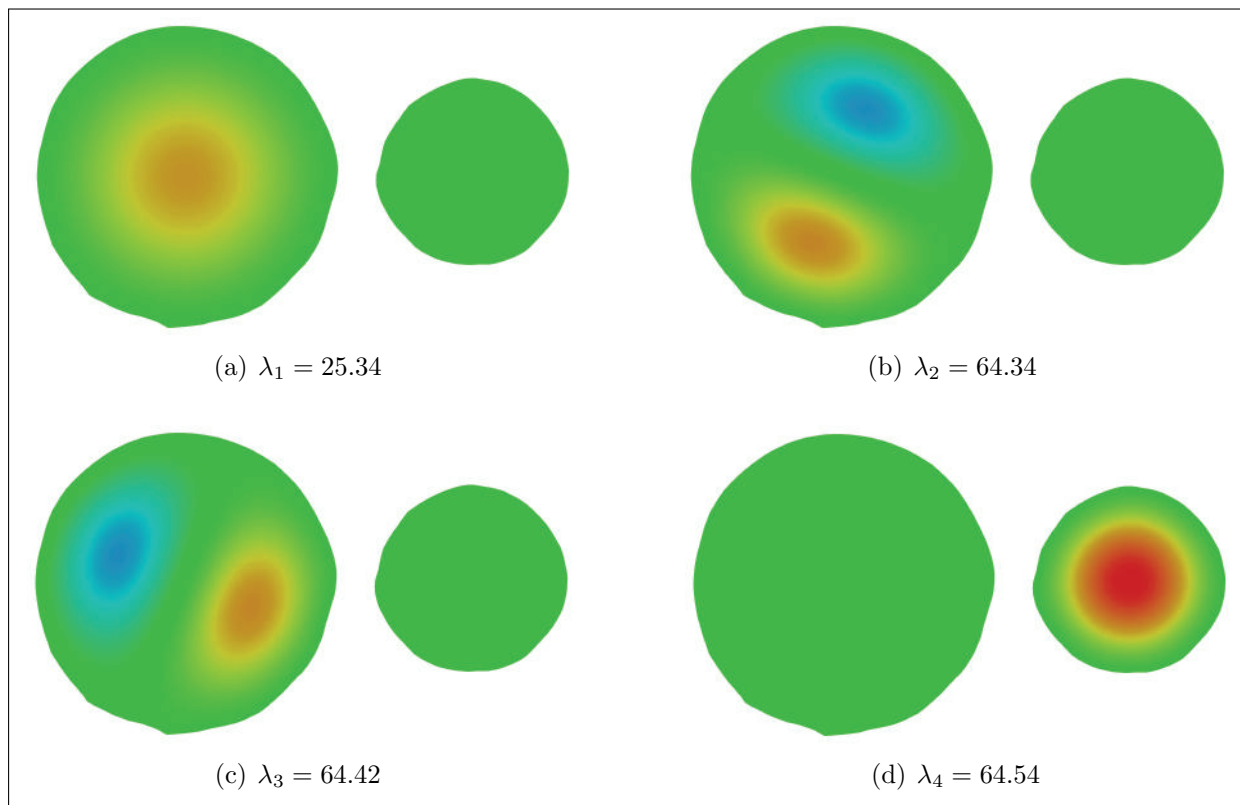 (a) λ₁ = 25.34
(b) λ₂ = 64.34
(c) λ₃ = 64.42
(d) λ₄ = 64.54